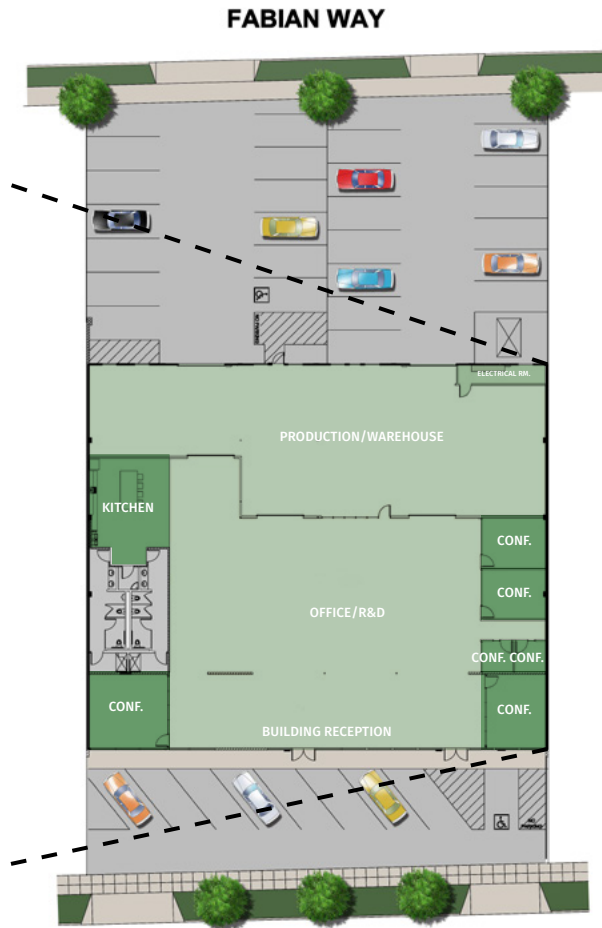 FABIAN WAY
ELECTRICAL RM.
PRODUCTION/WAREHOUSE
KITCHEN
CONF.
CONF.
OFFICE/R&D
CONF. CONF.
CONF.
CONF.
BUILDING RECEPTION